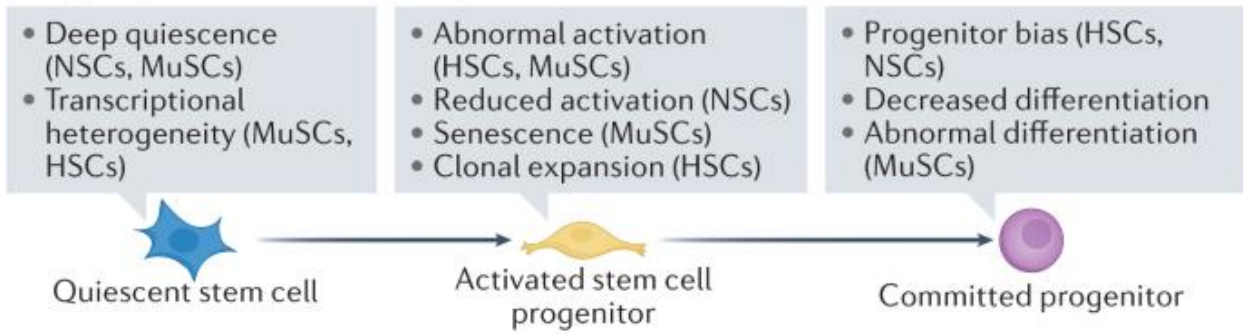 • Deep quiescence
(NSCs, MuSCs)
• Transcriptional
heterogeneity (MuSCs,
HSCs)
• Abnormal activation
(HSCs, MuSCs)
• Reduced activation (NSCs)
• Senescence (MuSCs)
• Clonal expansion (HSCs)
• Progenitor bias (HSCs,
NSCs)
• Decreased differentiation
• Abnormal differentiation
(MuSCs)
Quiescent stem cell
Activated stem cell
progenitor
Committed progenitor